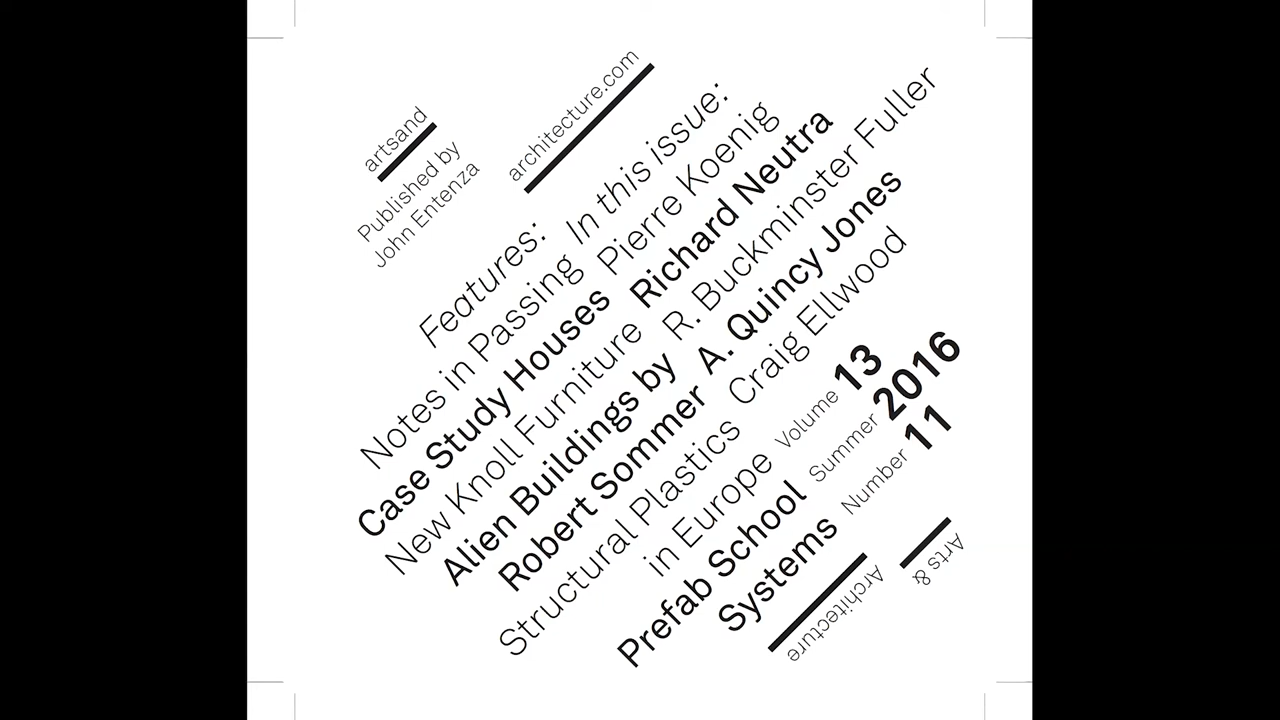 artsand
architecture.com
Published by
John Entenza
Features:
Notes in Passing
Case Study Houses
New Knoll Furniture
Alien Buildings by
Robert Sommer
Structural Plastics
in Europe
Prefab School
Systems
In this issue:
Pierre Koenig
Richard Neutra
R. Buckminster Fuller
A. Quincy Jones
Craig Ellwood
Volume 13
Summer 2016
Number 11
Arts &
Architecture